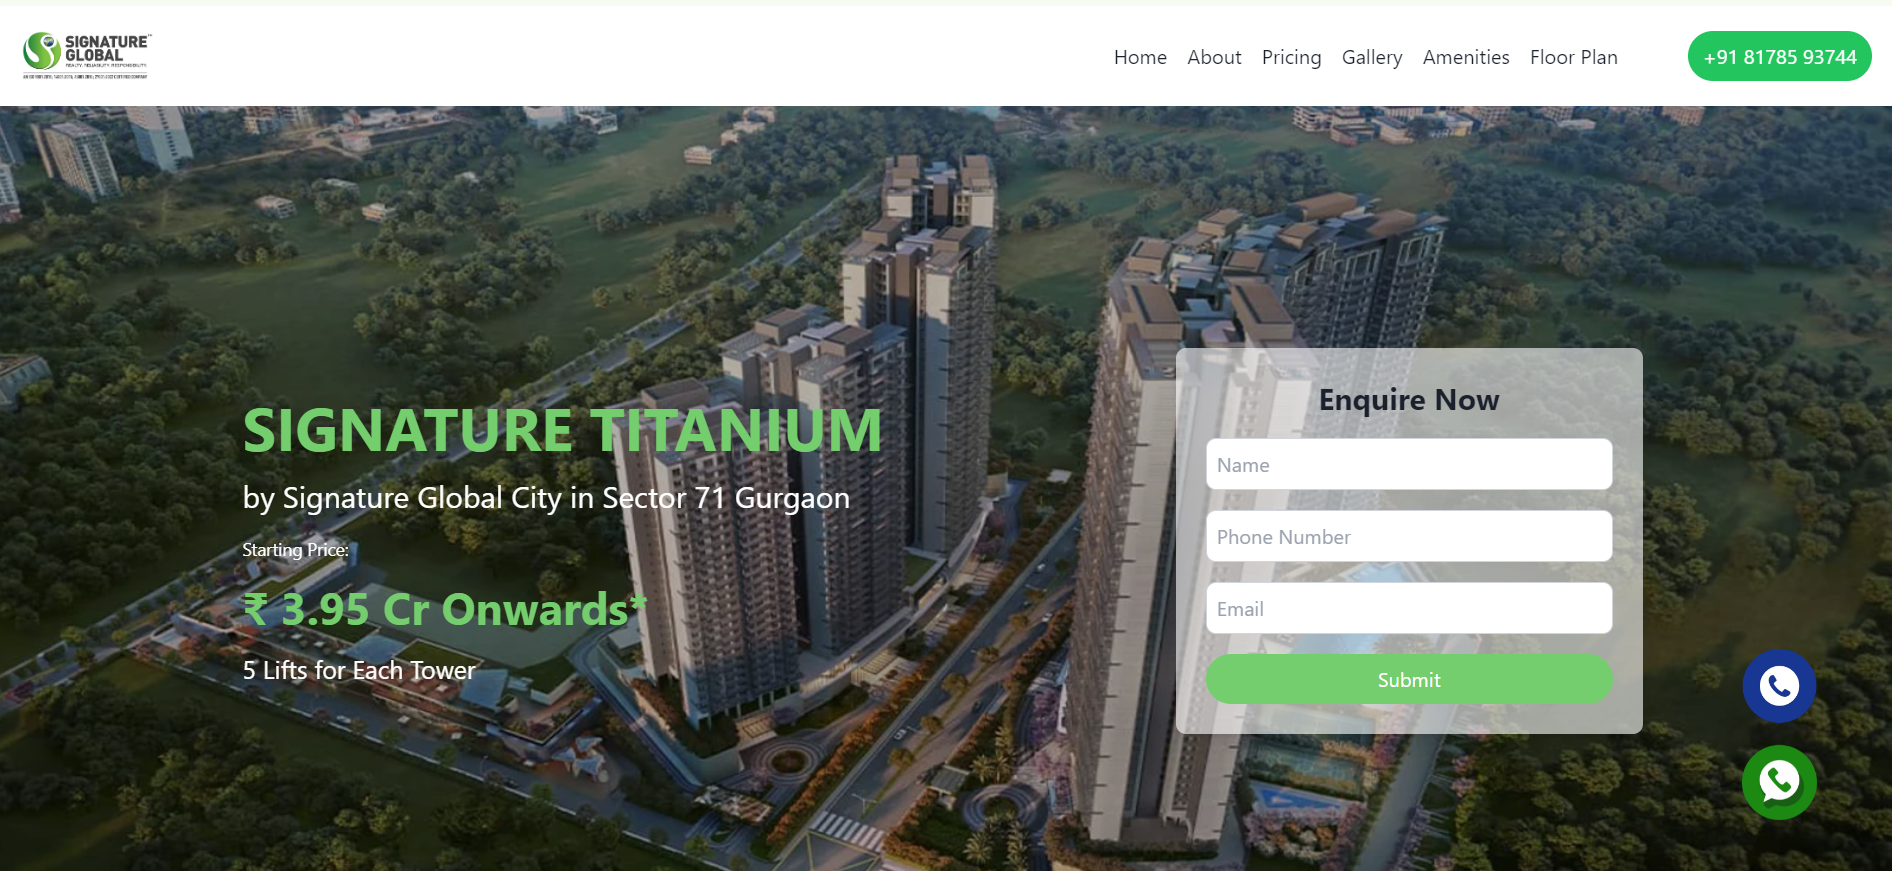 SIGNATURE
GLOBAL
REALTY. RELIABILITY. RESPONSIBILITY.
Home About Pricing Gallery Amenities Floor Plan
+91 81785 93744
SIGNATURE TITANIUM
by Signature Global City in Sector 71 Gurgaon
Starting Price:
₹ 3.95 Cr Onwards*
5 Lifts for Each Tower
Enquire Now
Name
Phone Number
Email
Submit